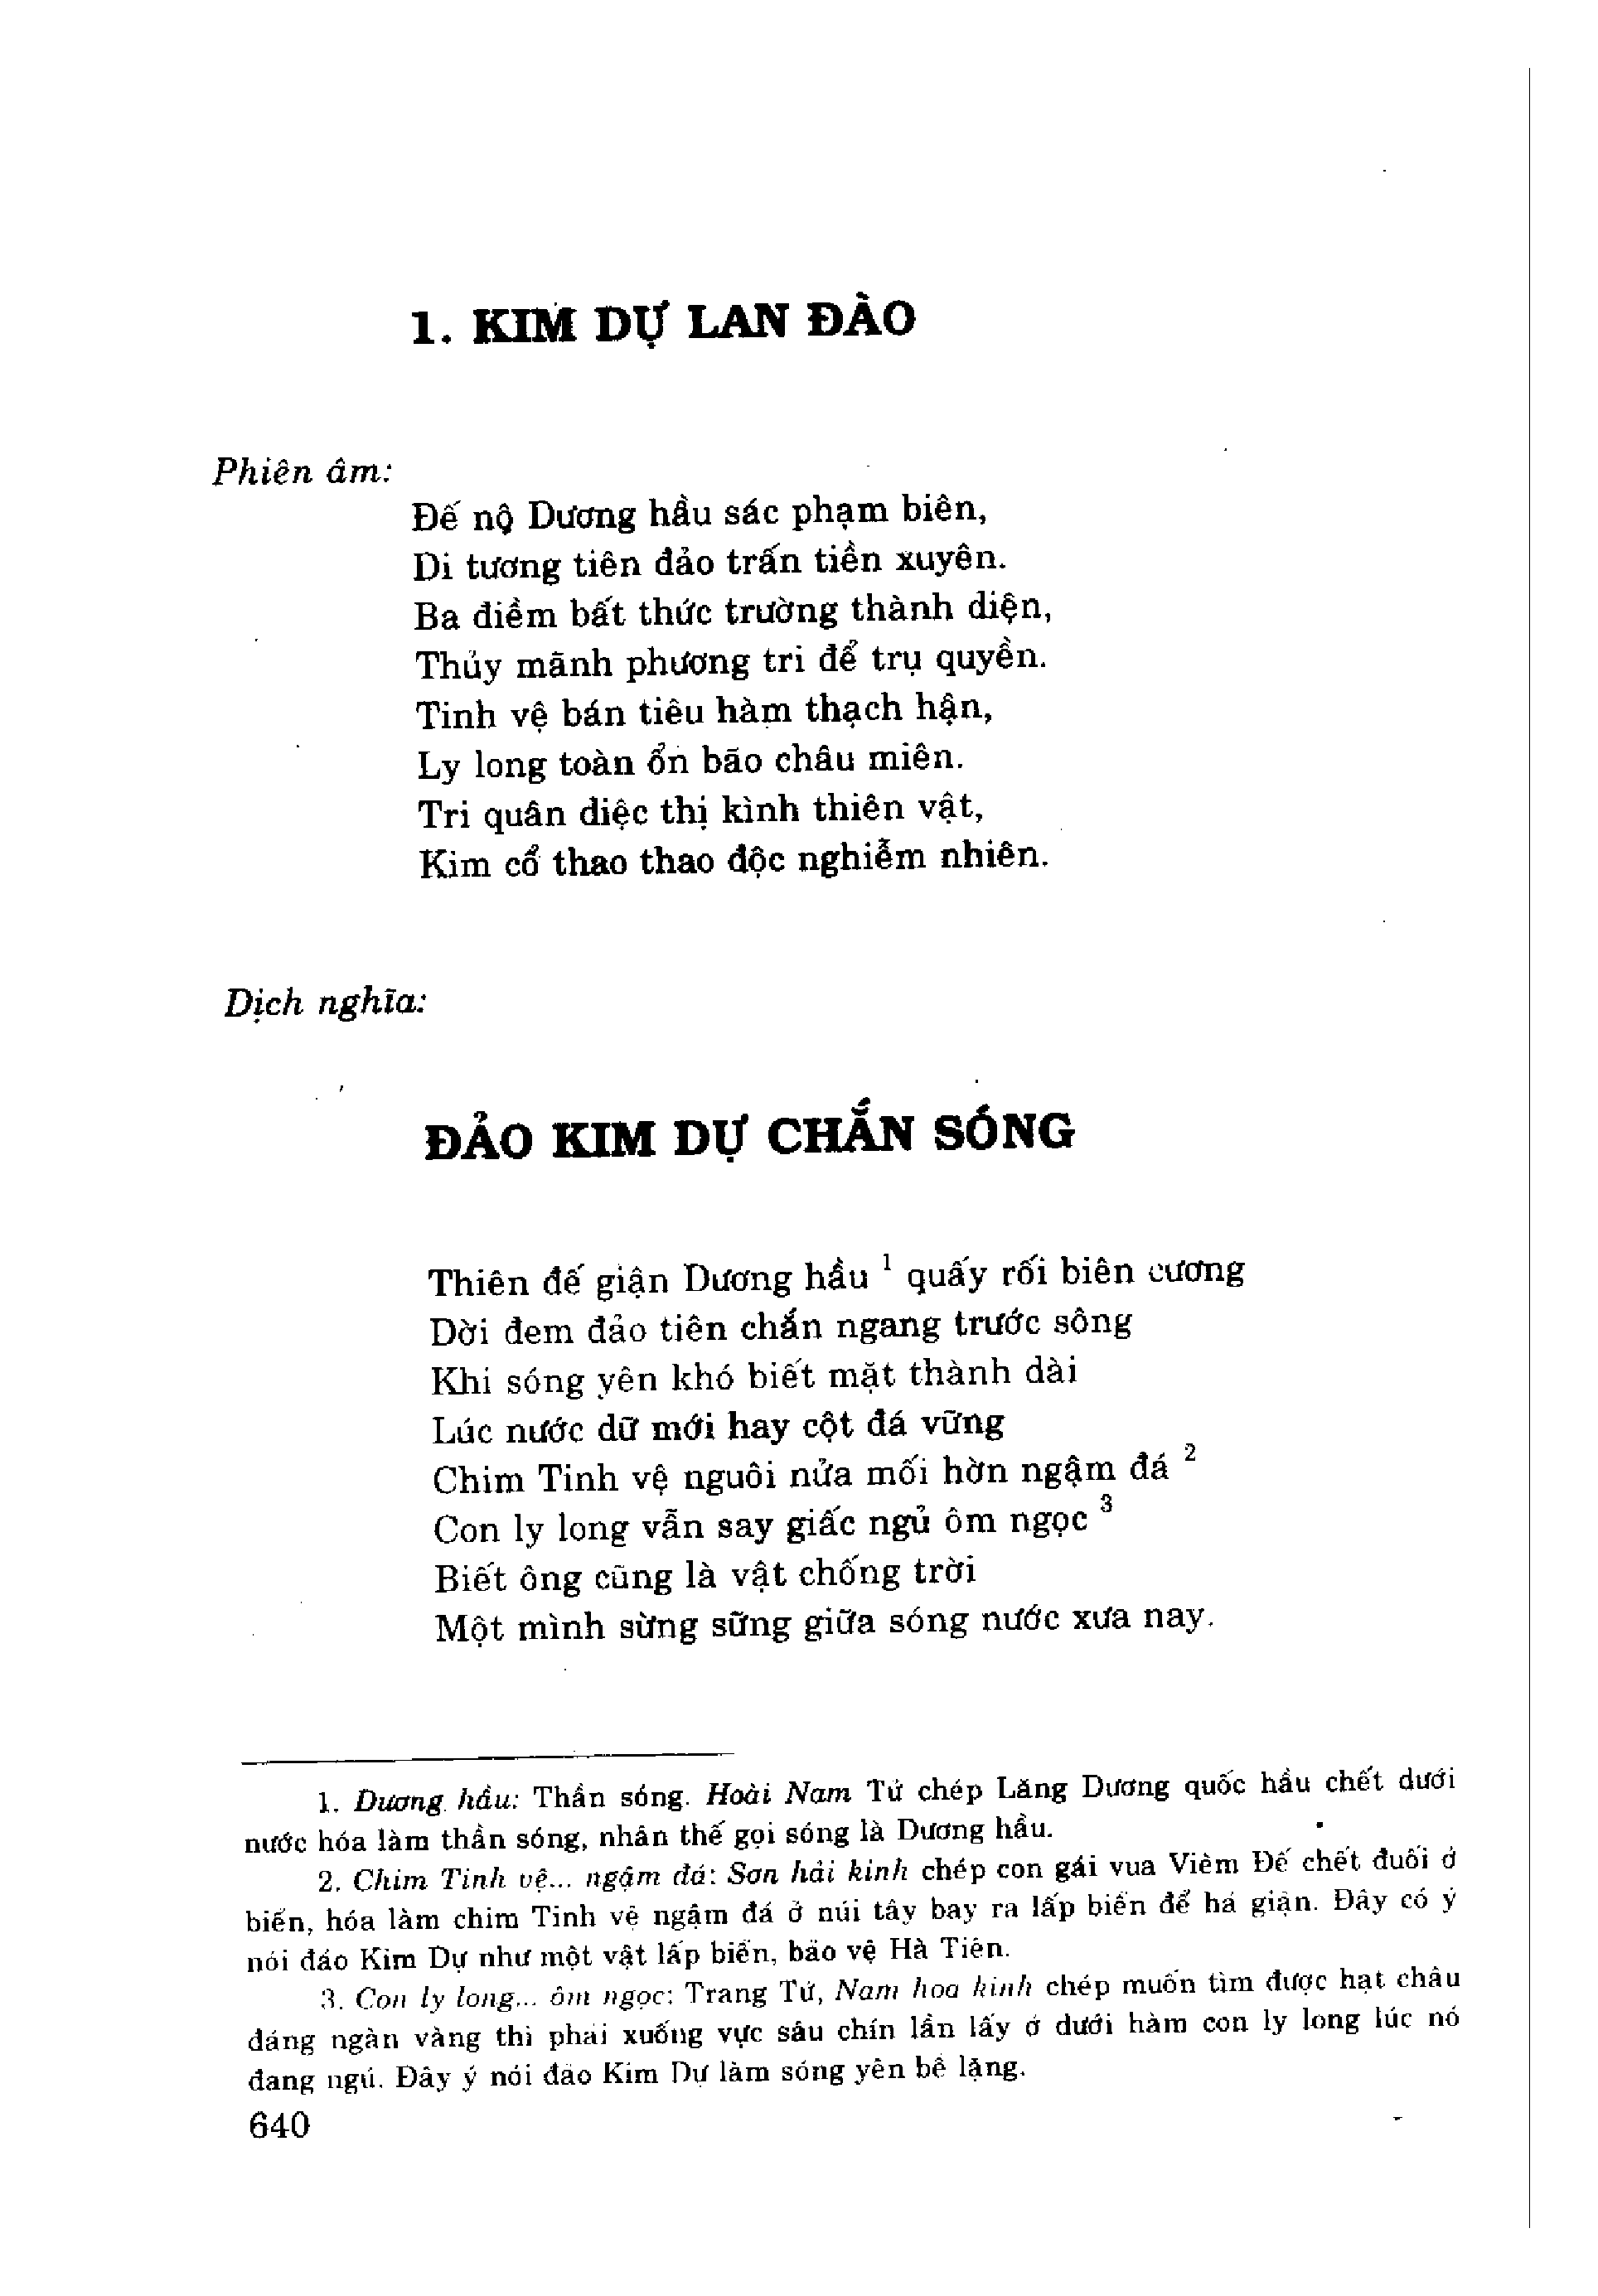 1. KIM DỰ LAN ĐÀO
Phiên âm:
Đế nộ Dương hầu sác phạm biên,
Di tương tiên đảo trấn tiền xuyên.
Ba điềm bất thức trường thành diện,
Thủy mãnh phương tri để trụ quyền.
Tinh vệ bán tiêu hàm thạch hận,
Ly long toàn ổn bão châu miên.
Tri quân diệc thị kình thiên vật,
Kim cổ thao thao độc nghiễm nhiên.
Dịch nghĩa:
ĐẢO KIM DỰ CHẮN SÓNG
Thiên đế giận Dương hầu 1 quấy rối biên cương
Dời đem đảo tiên chắn ngang trước sông
Khi sóng yên khó biết mặt thành dài
Lúc nước dữ mới hay cột đá vững
Chim Tinh vệ nguôi nửa mối hờn ngậm đá 2
Con ly long vẫn say giấc ngủ ôm ngọc 3
Biết ông cũng là vật chống trời
Một mình sừng sững giữa sóng nước xưa nay.
1. Dương hầu: Thần sóng. Hoài Nam Tử chép Lăng Dương quốc hầu chết dưới
nước hóa làm thần sóng, nhân thế gọi sóng là Dương hầu.
2. Chim Tinh vệ... ngậm đá: Sơn hải kinh chép con gái vua Viêm Đế chết đuối ở
biển, hóa làm chim Tinh vệ ngậm đá ở núi tây bay ra lấp biển để hả giận. Đây có ý
nói đảo Kim Dự như một vật lấp biển, bảo vệ Hà Tiên.
3. Con ly long... ôm ngọc: Trang Tử, Nam hoa kinh chép muốn tìm được hạt châu
đáng ngàn vàng thì phải xuống vực sâu chín lần lấy ở dưới hàm con ly long lúc nó
đang ngủ. Đây ý nói đảo Kim Dự làm sóng yên bể lặng.
640